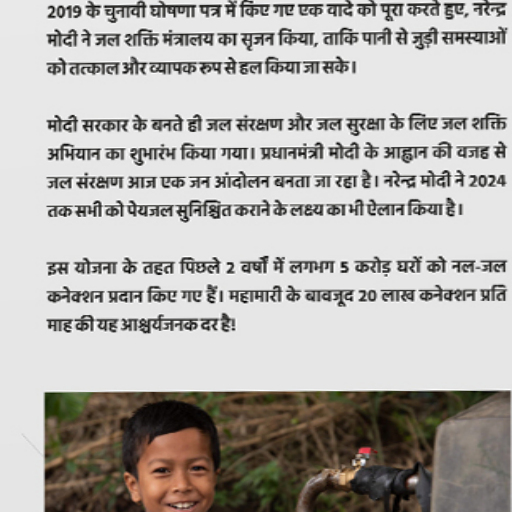 2019 के चुनावी घोषणा पत्र में किए गए एक वादे को पूरा करते हुए, नरेन्द्र
मोदी ने जल शक्ति मंत्रालय का सृजन किया, ताकि पानी से जुड़ी समस्याओं
को तत्काल और व्यापक रूप से हल किया जा सके।
मोदी सरकार के बनते ही जल संरक्षण और जल सुरक्षा के लिए जल शक्ति
अभियान का शुभारंभ किया गया। प्रधानमंत्री मोदी के आह्वान की वजह से
जल संरक्षण आज एक जन आंदोलन बनता जा रहा है। नरेन्द्र मोदी ने 2024
तक सभी को पेयजल सुनिश्चित कराने के लक्ष्य का भी ऐलान किया है।
इस योजना के तहत पिछले 2 वर्षों में लगभग 5 करोड़ घरों को नल-जल
कनेक्शन प्रदान किए गए हैं। महामारी के बावजूद 20 लाख कनेक्शन प्रति
माह की यह आश्चर्यजनक दर है!